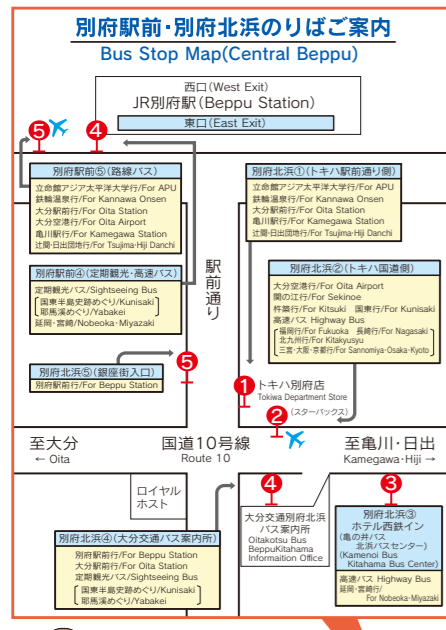 別府駅前・別府北浜のりばご案内
Bus Stop Map(Central Beppu)
西口(West Exit)
JR別府駅(Beppu Station)
東口(East Exit)
5
4
別府駅前⑤(路線バス)
立命館アジア太平洋大学行/For APU
鉄輪温泉行/For Kannawa Onsen
大分駅前行/For Oita Station
大分空港行/For Oita Airport
亀川駅行/For Kamegawa Station
辻間・日出団地行/For Tsujima・Hiji Danchi
別府北浜①(トキハ駅前通り側)
立命館アジア太平洋大学行/For APU
鉄輪温泉行/For Kannawa Onsen
大分駅前行/For Oita Station
亀川駅行/For Kamegawa Station
辻間・日出団地行/For Tsujima・Hiji Danchi
別府駅前④(定期観光・高速バス)
定期観光バス/Sightseeing Bus
国東半島史跡めぐり/Kunisaki
耶馬溪めぐり/Yabakei
延岡・宮崎/Nobeoka・Miyazaki
駅前通り
別府北浜②(トキハ国道側)
大分空港行/For Oita Airport
関の江行/For Sekinoe
杵築行/For Kitsuki 国東行/For Kunisaki
高速バス Highway Bus
福岡行/For Fukuoka 長崎行/For Nagasaki
北九州行/For Kitakyusyu
三宮・大阪・京都行/For Sannomiya・Osaka・Kyoto
別府北浜⑤(銀座街入口)
別府駅前行/For Beppu Station
5
1
トキハ別府店
Tokiwa Department Store
(スターバックス)
2
至大分
← Oita
国道10号線
Route 10
至亀川・日出
Kamegawa・Hiji →
ロイヤル
ホスト
4
大分交通別府北浜
バス案内所
Oitakotsu Bus
BeppuKitahama
Informaition Office
3
別府北浜③
ホテル西鉄イン
(亀の井バス
北浜バスセンター)
(Kamenoi Bus
Kitahama Bus Center)
高速バス Highway Bus
延岡・宮崎行/
For Nobeoka・Miyazaki
別府北浜④(大分交通バス案内所)
別府駅前行/For Beppu Station
大分駅前行/For Oita Station
定期観光バス/Sightseeing Bus
国東半島史跡めぐり/Kunisaki
耶馬溪めぐり/Yabakei